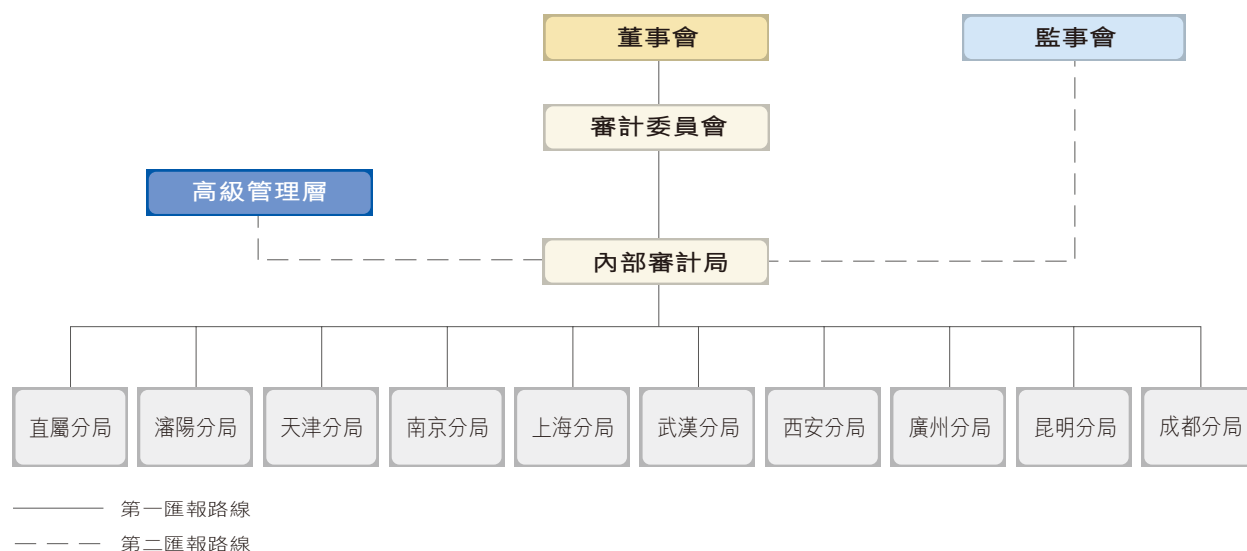 董事會
監事會
審計委員會
高級管理層
內部審計局
直屬分局
瀋陽分局
天津分局
南京分局
上海分局
武漢分局
西安分局
廣州分局
昆明分局
成都分局
第一匯報路線
第二匯報路線